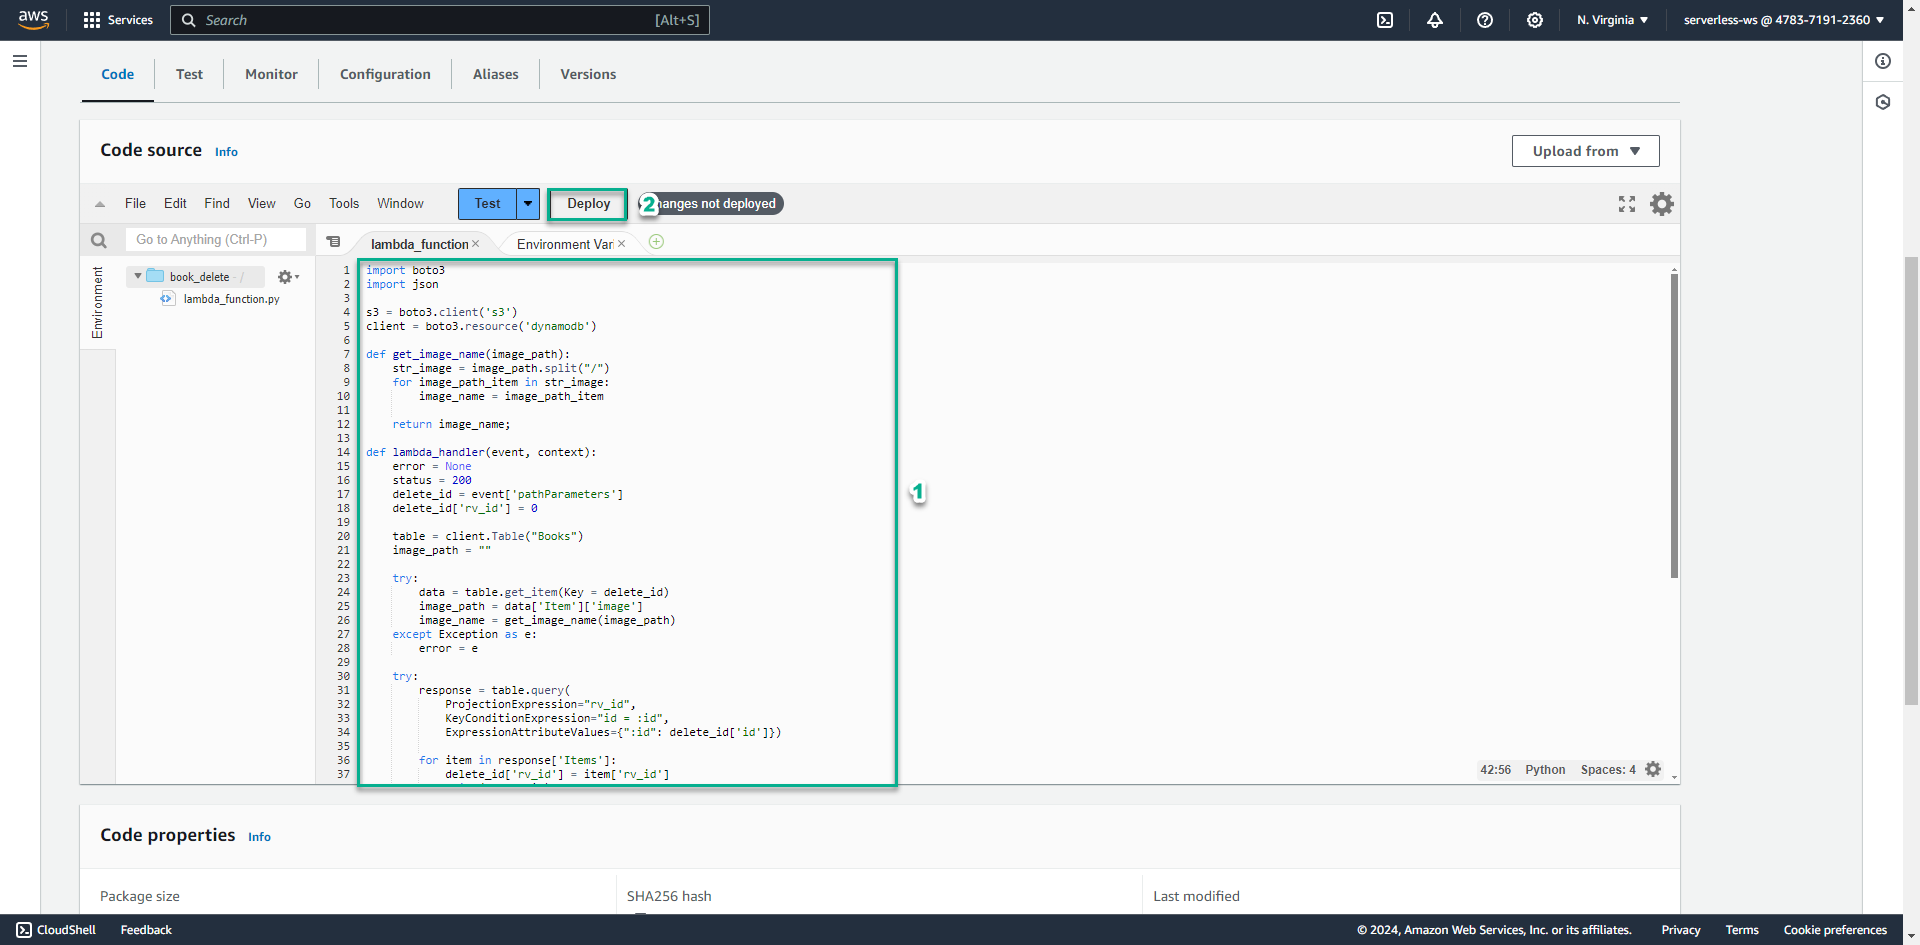 aws Services Search [Alt+S] N. Virginia serverless-ws @ 4783-7191-2360
Code Test Monitor Configuration Aliases Versions
Code source Info Upload from
File Edit Find View Go Tools Window Test Deploy 2 hanges not deployed
Go to Anything (Ctrl-P) lambda_function Environment Var
Environment
book_delete - /
lambda_function.py
1 import boto3
2 import json
3
4 s3 = boto3.client('s3')
5 client = boto3.resource('dynamodb')
6
7 def get_image_name(image_path):
8 str_image = image_path.split("/")
9 for image_path_item in str_image:
10 image_name = image_path_item
11
12 return image_name;
13
14 def lambda_handler(event, context):
15 error = None
16 status = 200
17 delete_id = event['pathParameters']
18 delete_id['rv_id'] = 0
19
20 table = client.Table("Books")
21 image_path = ""
22
23 try:
24 data = table.get_item(Key = delete_id)
25 image_path = data['Item']['image']
26 image_name = get_image_name(image_path)
27 except Exception as e:
28 error = e
29
30 try:
31 response = table.query(
32 ProjectionExpression="rv_id",
33 KeyConditionExpression="id = :id",
34 ExpressionAttributeValues={":id": delete_id['id']})
35
36 for item in response['Items']:
37 delete_id['rv_id'] = item['rv_id']
1
42:56 Python Spaces: 4
Code properties Info
Package size SHA256 hash Last modified
CloudShell Feedback © 2024, Amazon Web Services, Inc. or its affiliates. Privacy Terms Cookie preferences